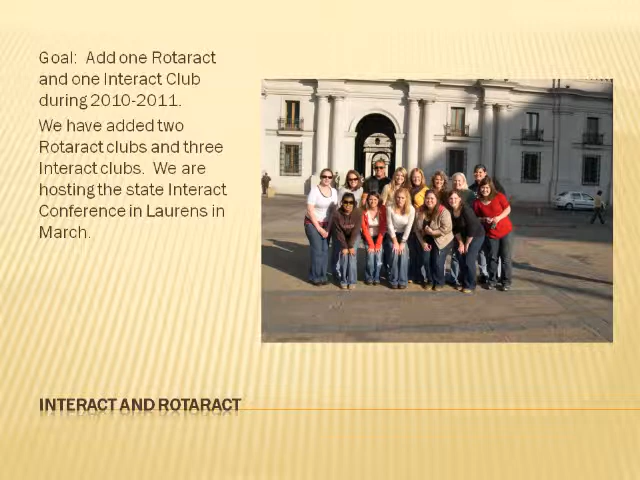 Goal: Add one Rotaract
and one Interact Club
during 2010-2011.
We have added two
Rotaract clubs and three
Interact clubs. We are
hosting the state Interact
Conference in Laurens in
March.
INTERACT AND ROTARACT